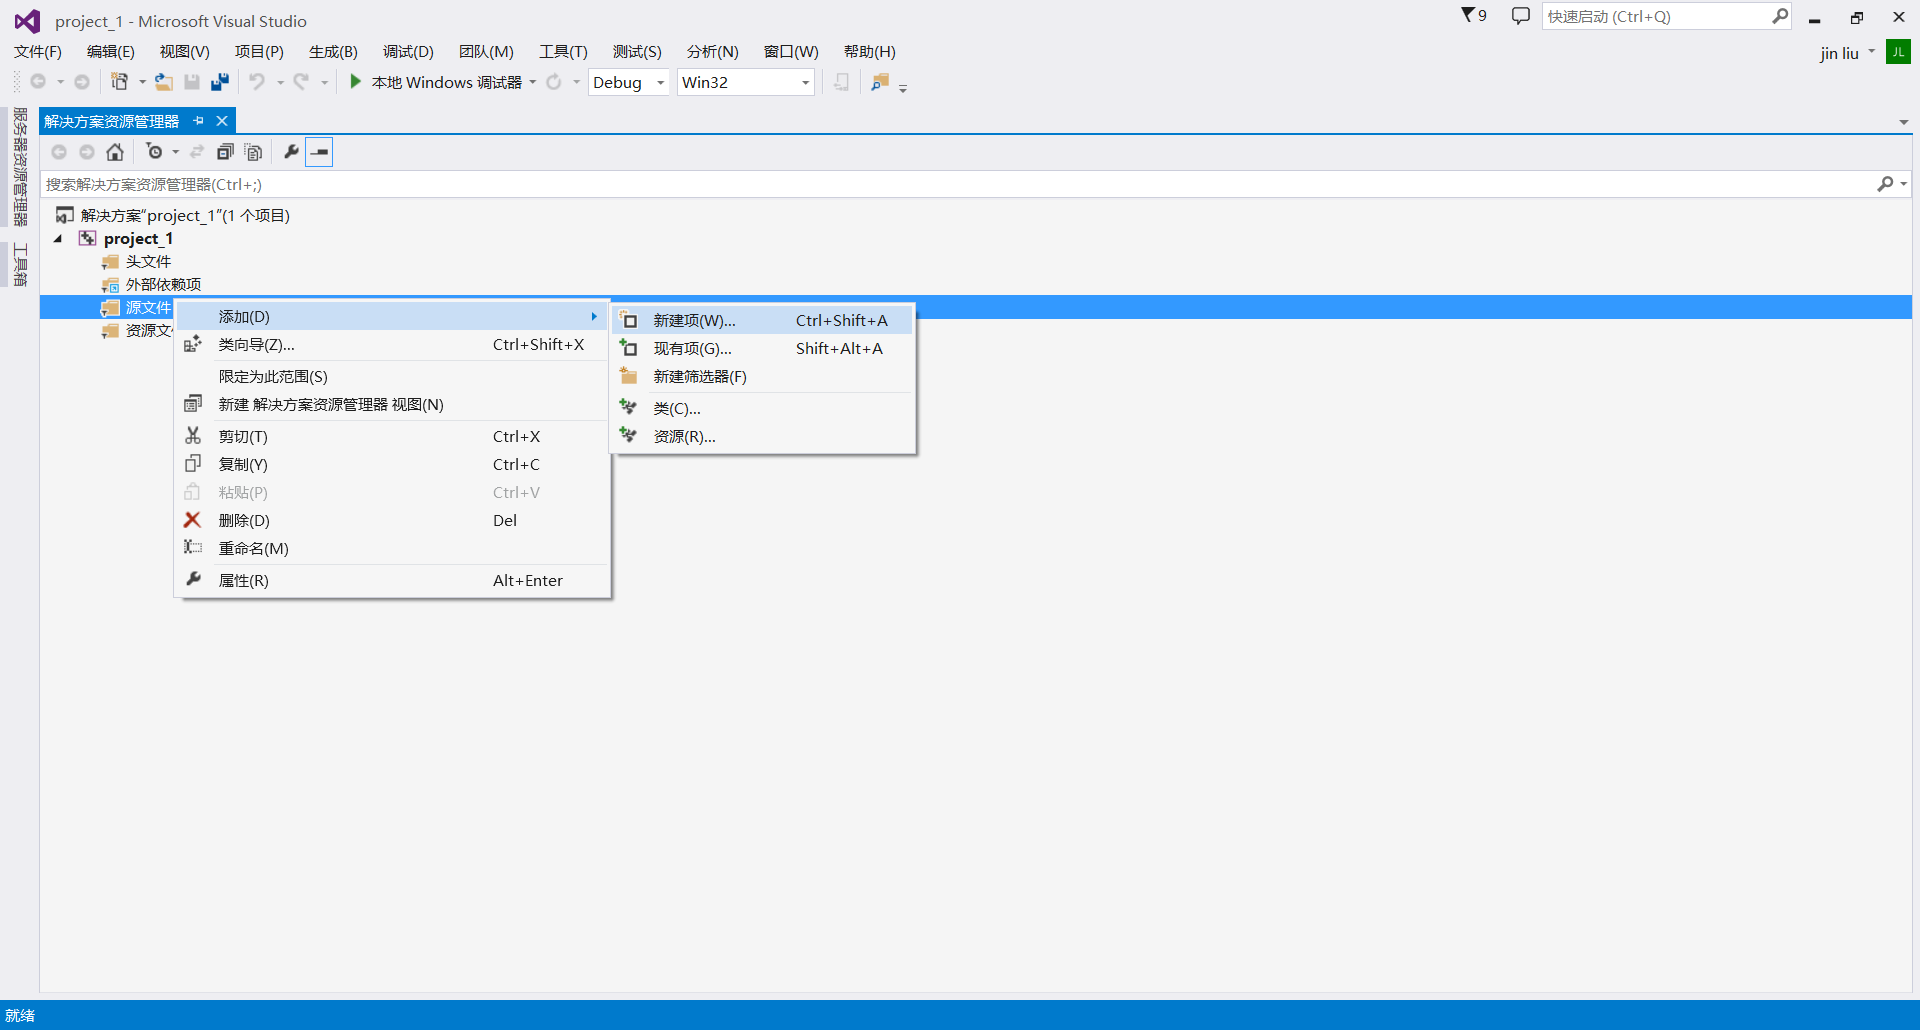 project_1 - Microsoft Visual Studio
9
快速启动 (Ctrl+Q)
文件(F) 编辑(E) 视图(V) 项目(P) 生成(B) 调试(D) 团队(M) 工具(T) 测试(S) 分析(N) 窗口(W) 帮助(H)
jin liu
JL
本地 Windows 调试器
Debug
Win32
服务器资源管理器
工具箱
解决方案资源管理器
搜索解决方案资源管理器(Ctrl+;)
解决方案“project_1”(1 个项目)
project_1
头文件
外部依赖项
源文件
资源文
添加(D)
类向导(Z)... Ctrl+Shift+X
限定为此范围(S)
新建 解决方案资源管理器 视图(N)
剪切(T) Ctrl+X
复制(Y) Ctrl+C
粘贴(P) Ctrl+V
删除(D) Del
重命名(M)
属性(R) Alt+Enter
新建项(W)... Ctrl+Shift+A
现有项(G)... Shift+Alt+A
新建筛选器(F)
类(C)...
资源(R)...
就绪